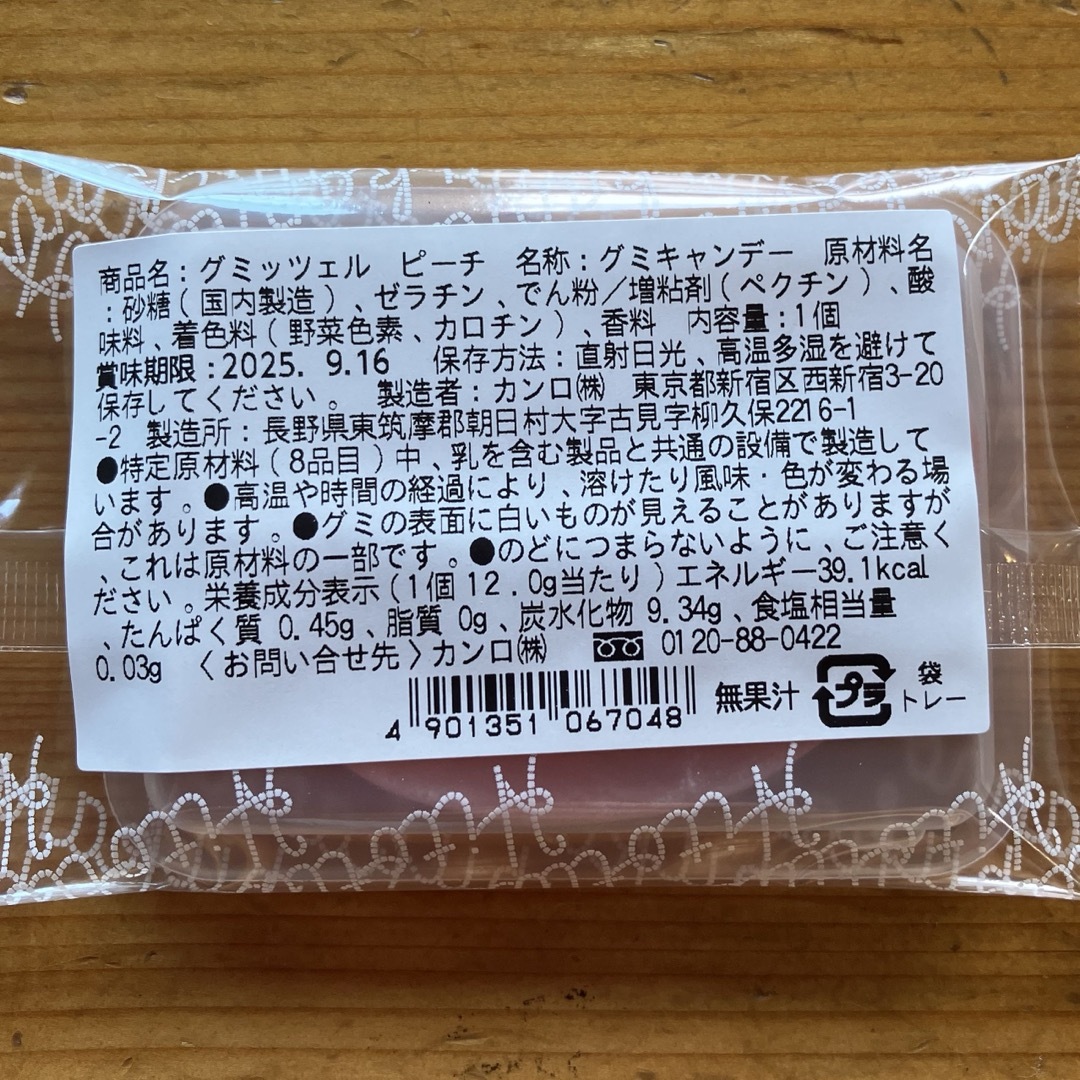 商品名:グミッツェル ピーチ 名称:グミキャンデー 原材料名
:砂糖(国内製造)、ゼラチン、でん粉/増粘剤(ペクチン)、酸
味料、着色料(野菜色素、カロチン)、香料 内容量:1個
賞味期限:2025. 9.16 保存方法:直射日光、高温多湿を避けて
保存してください。 製造者:カンロ㈱ 東京都新宿区西新宿3-20
-2 製造所:長野県東筑摩郡朝日村大字古見字柳久保2216-1
●特定原材料(8品目)中、乳を含む製品と共通の設備で製造して
います。●高温や時間の経過により、溶けたり風味・色が変わる場
合があります。●グミの表面に白いものが見えることがありますが
、これは原材料の一部です。●のどにつまらないように、ご注意く
ださい。栄養成分表示(1個12.0g当たり)エネルギー39.1kcal
、たんぱく質 0.45g、脂質 0g、炭水化物 9.34g、食塩相当量
0.03g 〈お問い合せ先〉カンロ㈱ 0120-88-0422
4 901351 067048 無果汁 プラ 袋
トレー